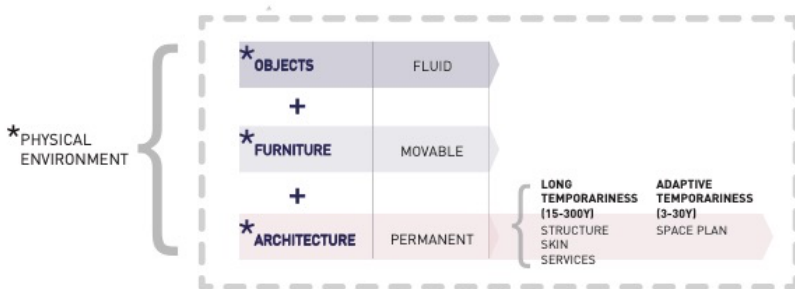 *OBJECTS FLUID
+
*PHYSICAL
ENVIRONMENT
*FURNITURE MOVABLE
+
*ARCHITECTURE PERMANENT
LONG
TEMPORARINESS
(15-300Y)
STRUCTURE
SKIN
SERVICES
ADAPTIVE
TEMPORARINESS
(3-30Y)
SPACE PLAN